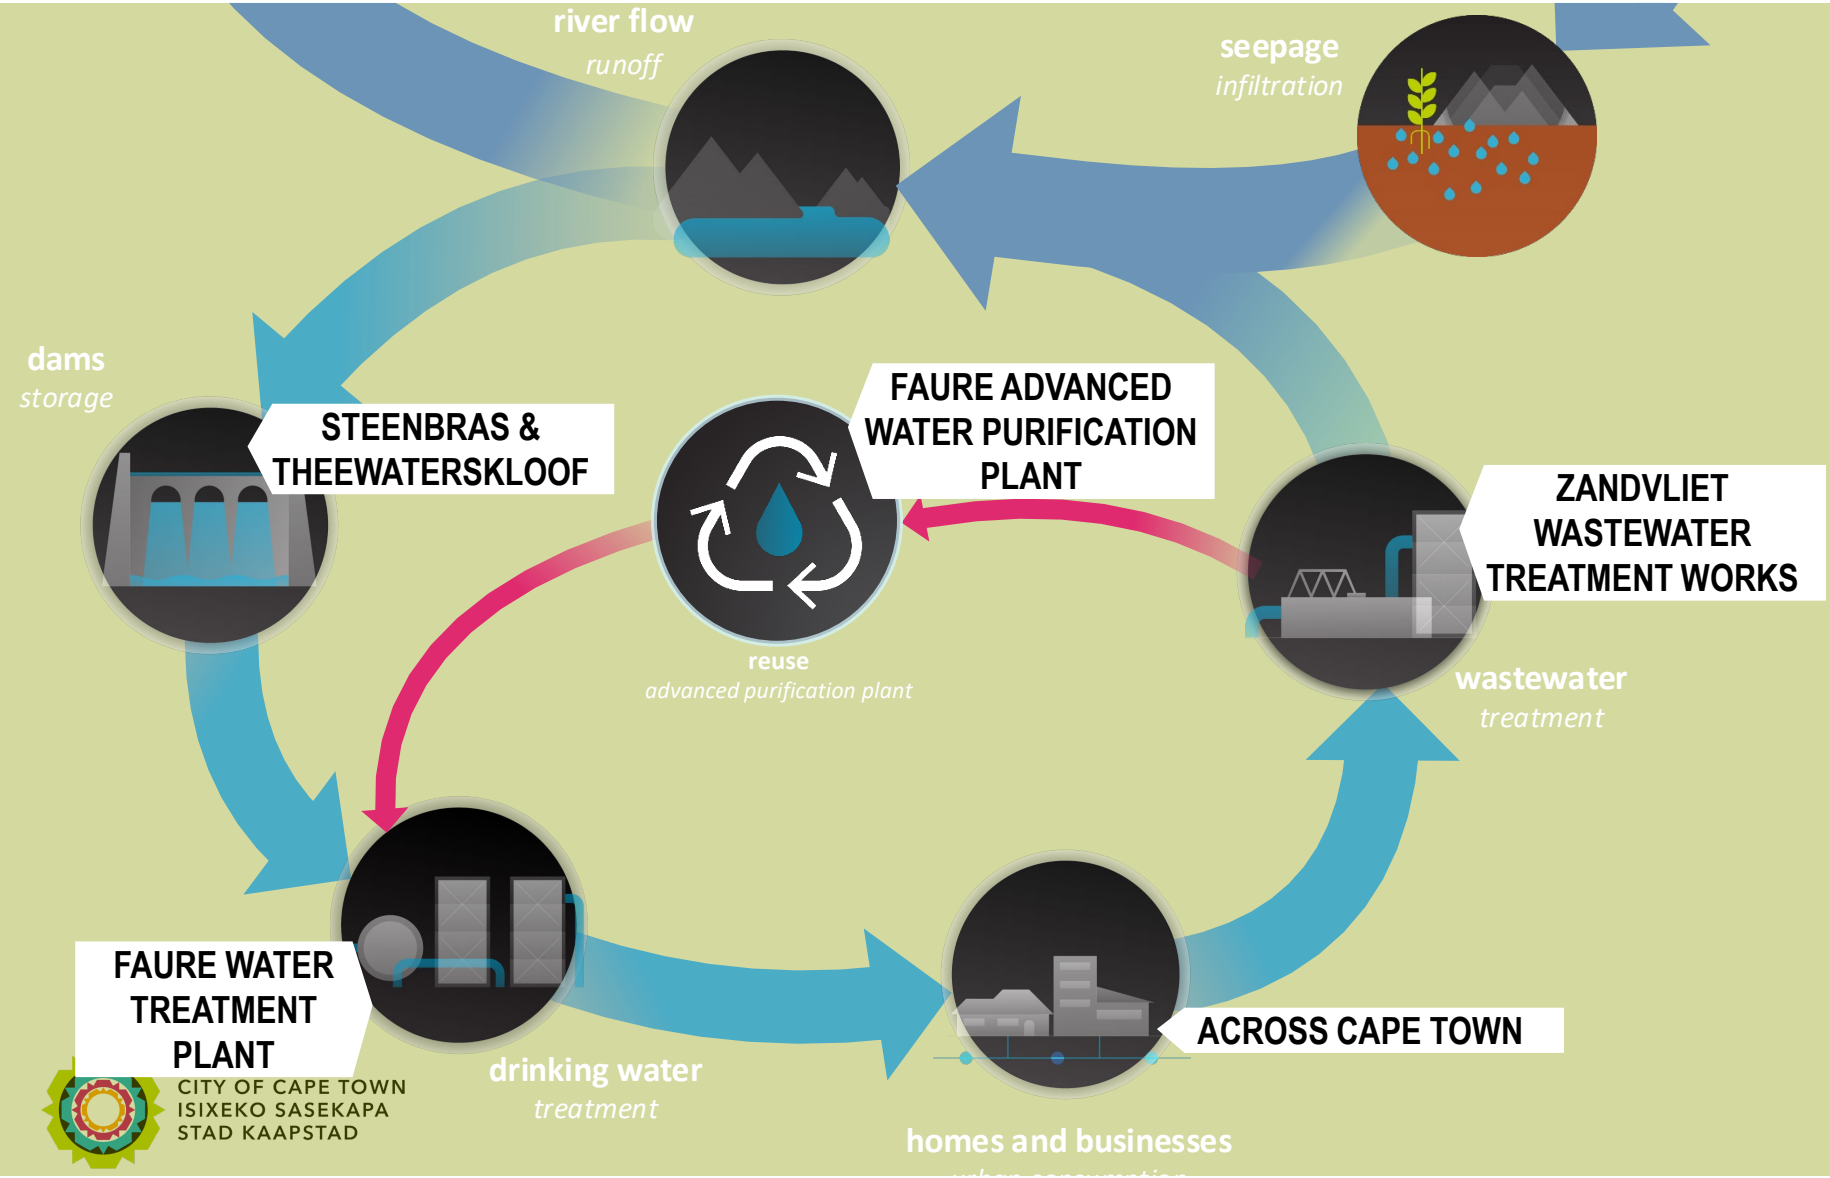 river flow
runoff
seepage
infiltration
dams
storage
STEENBRAS &
THEEWATERSKLOOF
FAURE ADVANCED
WATER PURIFICATION
PLANT
ZANDVLIET
WASTEWATER
TREATMENT WORKS
reuse
advanced purification plant
wastewater
treatment
FAURE WATER
TREATMENT
PLANT
drinking water
treatment
ACROSS CAPE TOWN
homes and businesses
urban consumption
CITY OF CAPE TOWN
ISIXEKO SASEKAPA
STAD KAAPSTAD